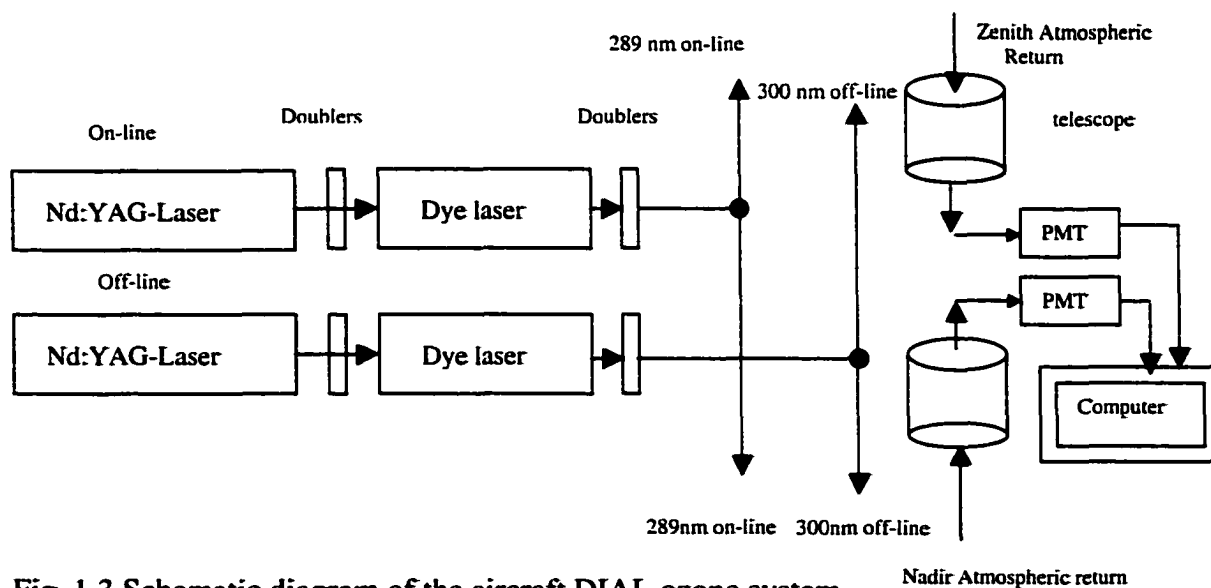 289 nm on-line
Zenith Atmospheric
Return
300 nm off-line
Doublers
Doublers
telescope
On-line
Nd:YAG-Laser
Dye laser
PMT
Off-line
PMT
Nd:YAG-Laser
Dye laser
Computer
289nm on-line
300nm off-line
Nadir Atmospheric return
Fig. 1.3 Schematic diagram of the aircraft DIAL ozone system